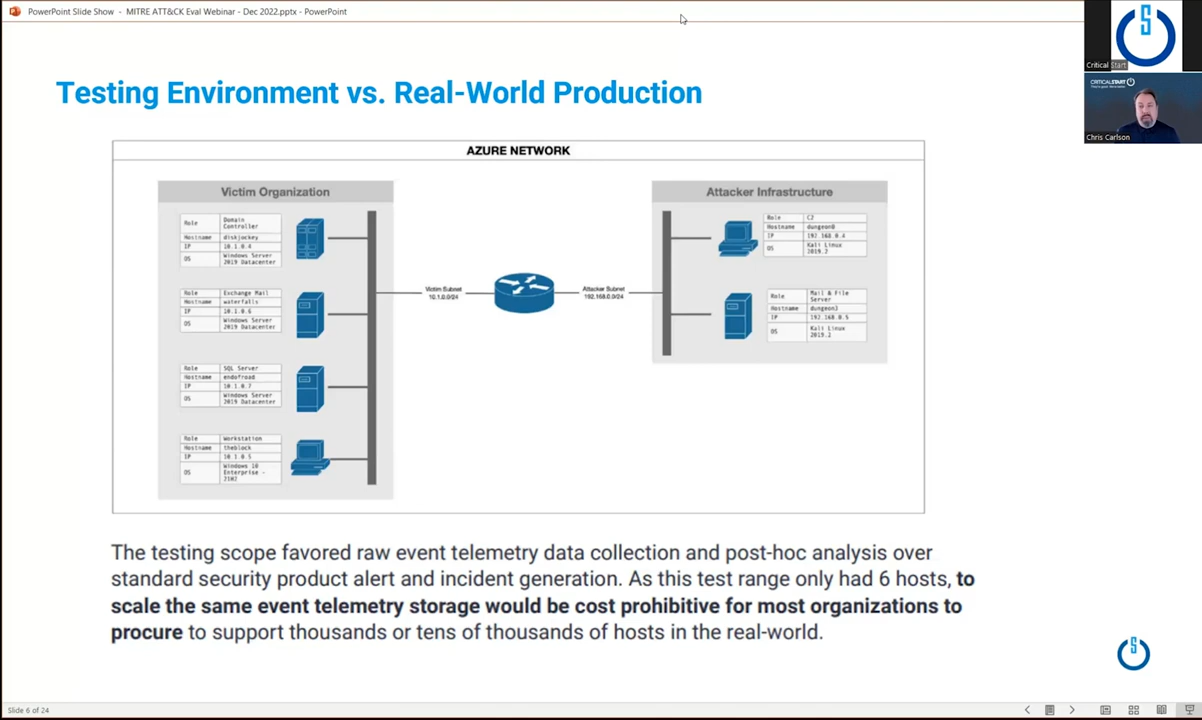 PowerPoint Slide Show - MITRE ATT&CK Eval Webinar - Dec 2022.pptx - PowerPoint
Critical Start
CRITICALSTART
Chris Carlson
Testing Environment vs. Real-World Production
AZURE NETWORK
Victim Organization
Role Domain
Controller
Hostname diskjockey
IP 10.1.0.4
OS Windows Server
2019 Datacenter
Role Exchange Mail
Hostname waterfalls
IP 10.1.0.6
OS Windows Server
2019 Datacenter
Role SQL Server
Hostname endofroad
IP 10.1.0.7
OS Windows Server
2019 Datacenter
Role Workstation
Hostname theblock
IP 10.1.0.5
OS Windows 10
Enterprise -
21H2
Victim Subnet
10.1.0.0/24
Attacker Subnet
192.168.0.0/24
Attacker Infrastructure
Role C2
Hostname dungeon0
IP 192.168.0.4
OS Kali Linux
2019.2
Role Mail & File
Server
Hostname
IP 192.168.0.5
OS Kali Linux
2019.2
The testing scope favored raw event telemetry data collection and post-hoc analysis over
standard security product alert and incident generation. As this test range only had 6 hosts, to
scale the same event telemetry storage would be cost prohibitive for most organizations to
procure to support thousands or tens of thousands of hosts in the real-world.
Slide 6 of 24